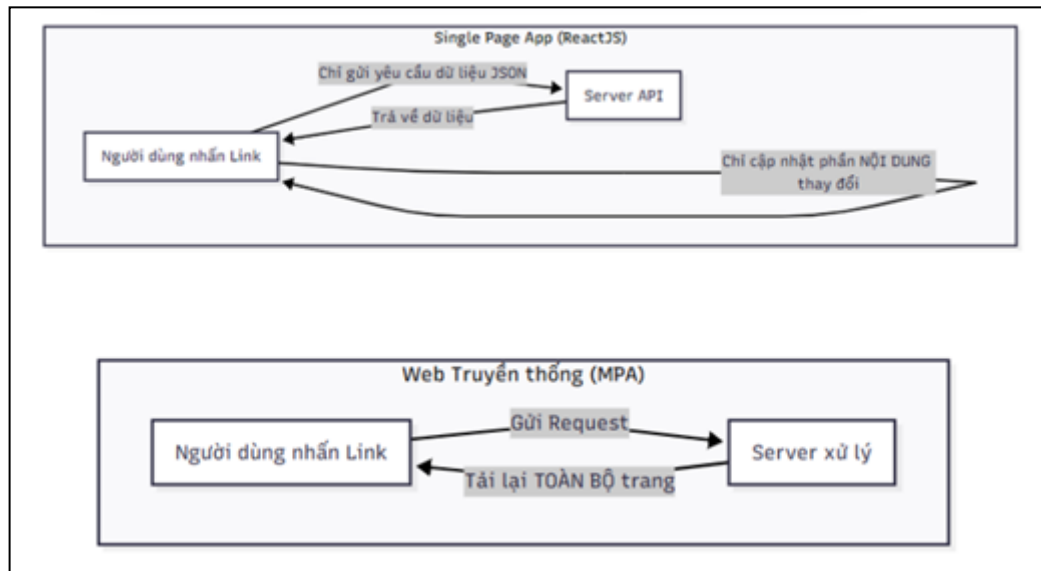 Single Page App (ReactJS)
Chỉ gửi yêu cầu dữ liệu JSON
Server API
Trả về dữ liệu
Người dùng nhấn Link
Chỉ cập nhật phần NỘI DUNG
thay đổi
Web Truyền thống (MPA)
Gửi Request
Người dùng nhấn Link
Server xử lý
Tải lại TOÀN BỘ trang